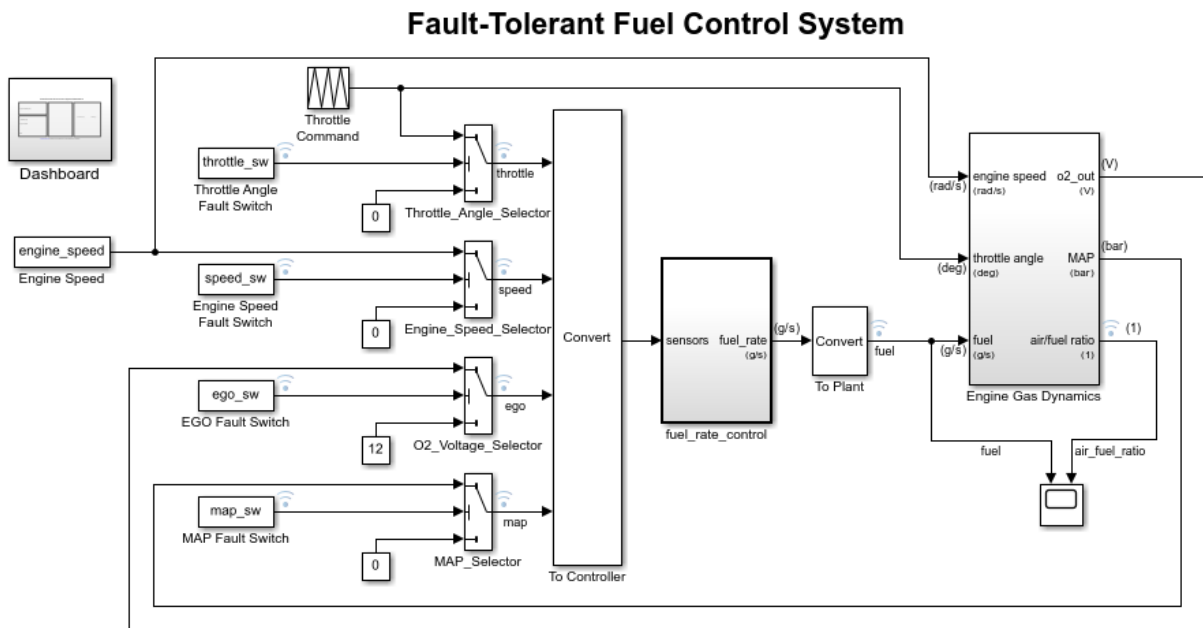 Fault-Tolerant Fuel Control System
Dashboard
Throttle
Command
throttle_sw
Throttle Angle
Fault Switch
0
throttle
Throttle_Angle_Selector
engine_speed
Engine Speed
speed_sw
Engine Speed
Fault Switch
0
speed
Engine_Speed_Selector
ego_sw
EGO Fault Switch
12
ego
O2_Voltage_Selector
map_sw
MAP Fault Switch
0
map
MAP_Selector
Convert
To Controller
sensors
fuel_rate
(g/s)
fuel_rate_control
(g/s)
Convert
To Plant
fuel
(rad/s)
engine speed
(rad/s)
o2_out
(V)
(V)
(deg)
throttle angle
(deg)
MAP
(bar)
(bar)
(g/s)
fuel
(g/s)
air/fuel ratio
(1)
(1)
Engine Gas Dynamics
fuel
air_fuel_ratio